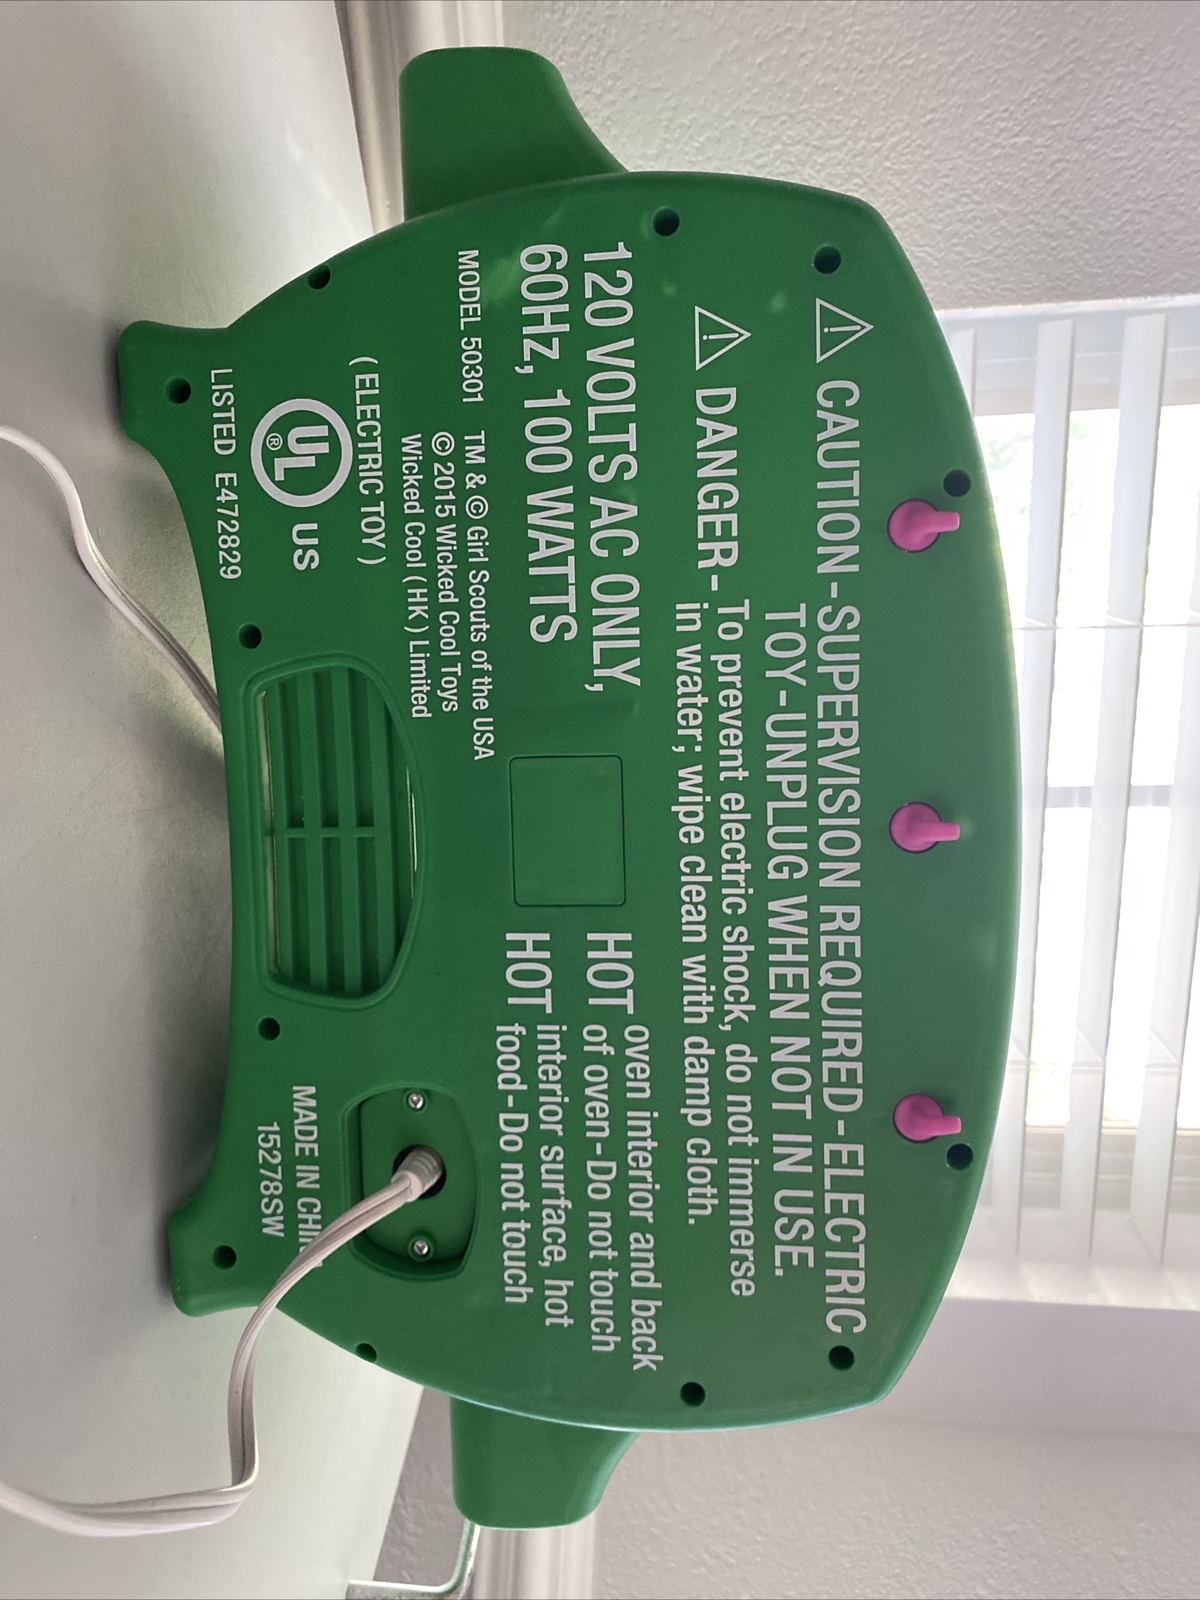 ⚠ CAUTION-SUPERVISION REQUIRED-ELECTRIC
TOY-UNPLUG WHEN NOT IN USE.
⚠ DANGER- To prevent electric shock, do not immerse
in water; wipe clean with damp cloth.
120 VOLTS AC ONLY,
60Hz, 100 WATTS
MODEL 50301
TM & © Girl Scouts of the USA
© 2015 Wicked Cool Toys
Wicked Cool ( HK ) Limited
( ELECTRIC TOY )
UL ® US
LISTED E472829
HOT oven interior and back
of oven-Do not touch
HOT interior surface, hot
food-Do not touch
MADE IN
15278SW